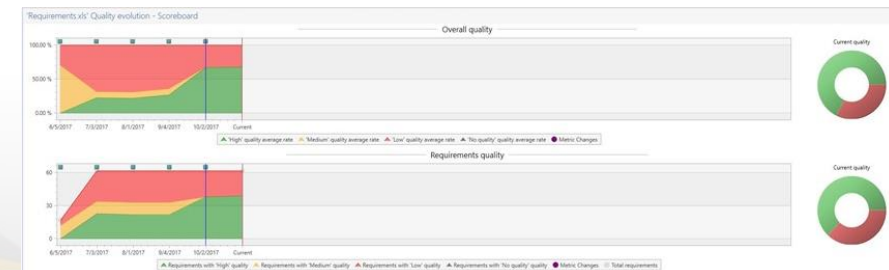 'Requirements.xls' Quality evolution - Scoreboard
Overall quality
Current quality
100.00 %
50.00 %
0.00 %
6/5/2017 7/3/2017 8/1/2017 9/4/2017 10/2/2017 Current
'High' quality average rate 'Medium' quality average rate 'Low' quality average rate 'No quality' quality average rate Metric Changes
Requirements quality
Current quality
60
30
0
6/5/2017 7/3/2017 8/1/2017 9/4/2017 10/2/2017 Current
Requirements with 'High' quality Requirements with 'Medium' quality Requirements with 'Low' quality Requirements with 'No quality' quality Metric Changes Total requirements